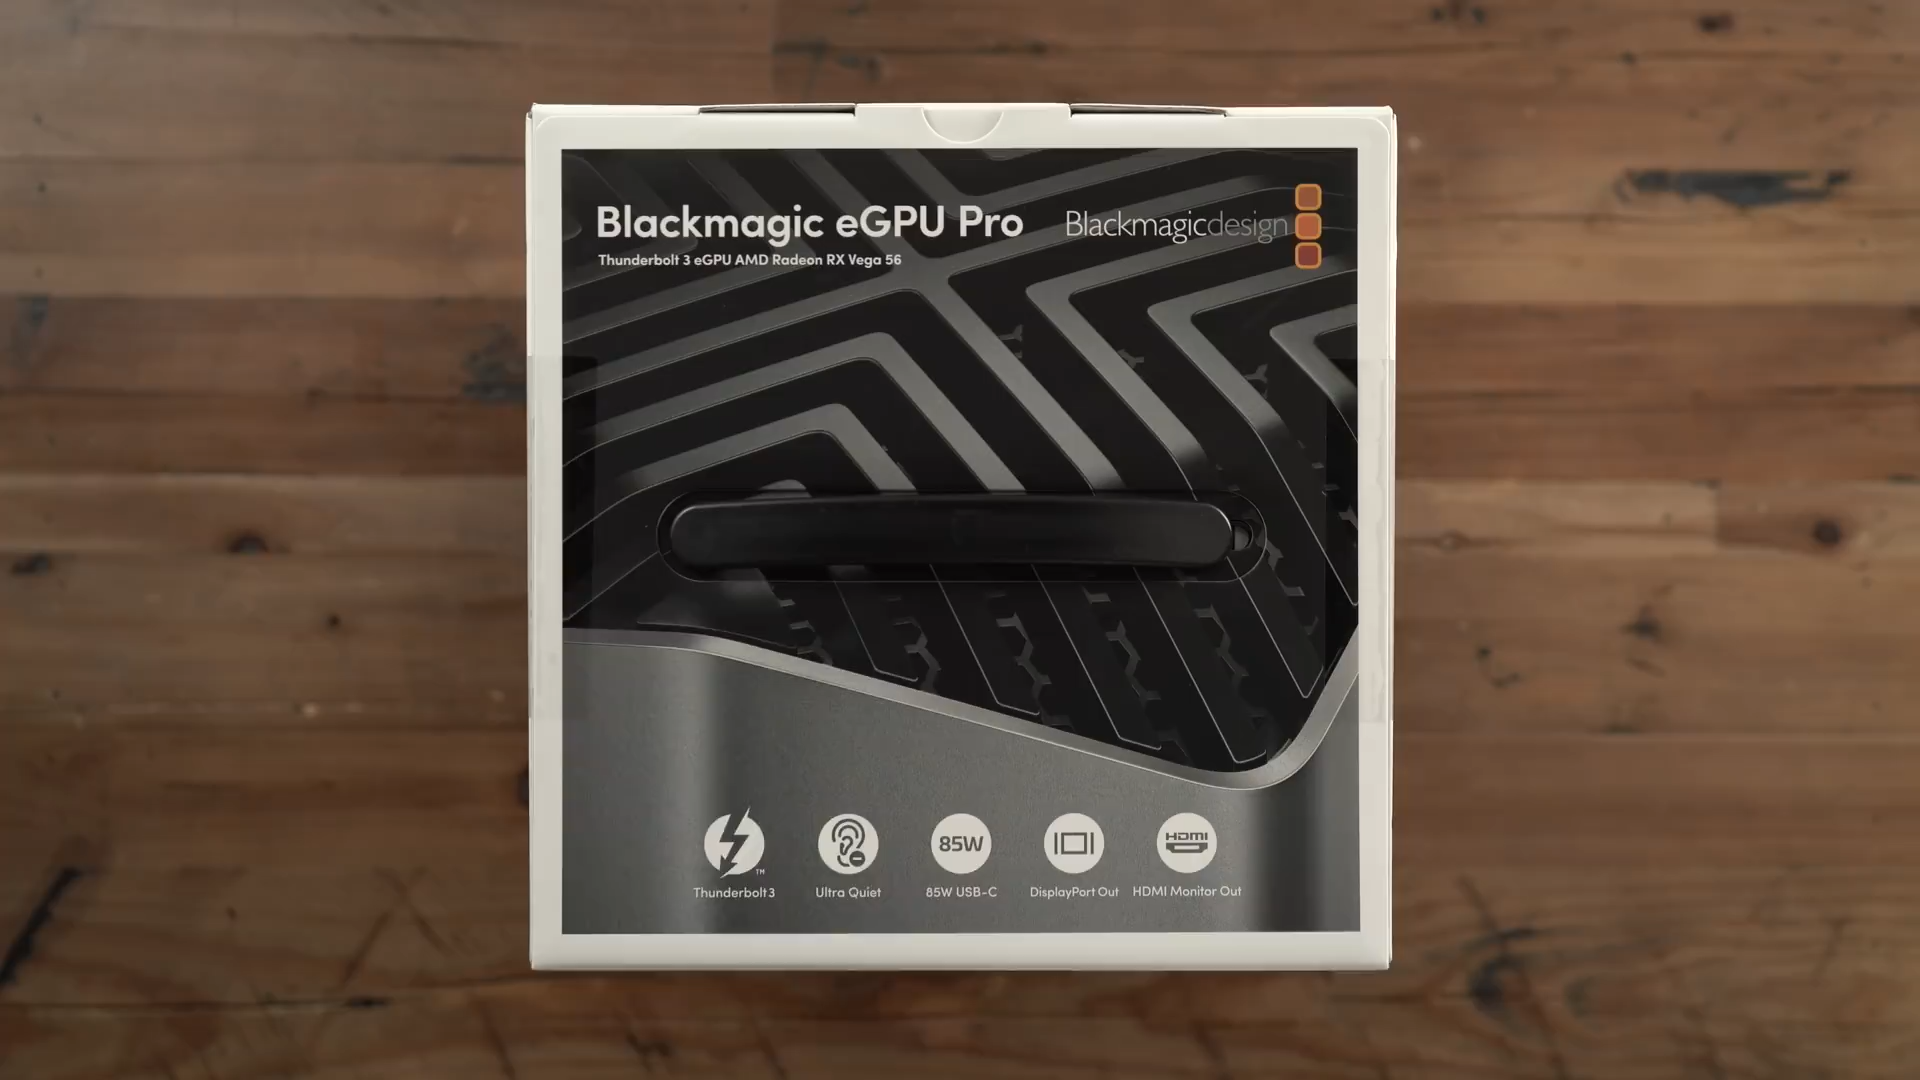 Blackmagic eGPU Pro
Blackmagicdesign
Thunderbolt 3 eGPU AMD Radeon RX Vega 56
85W
HDMI
TM
Thunderbolt 3
Ultra Quiet
85W USB-C
DisplayPort Out
HDMI Monitor Out